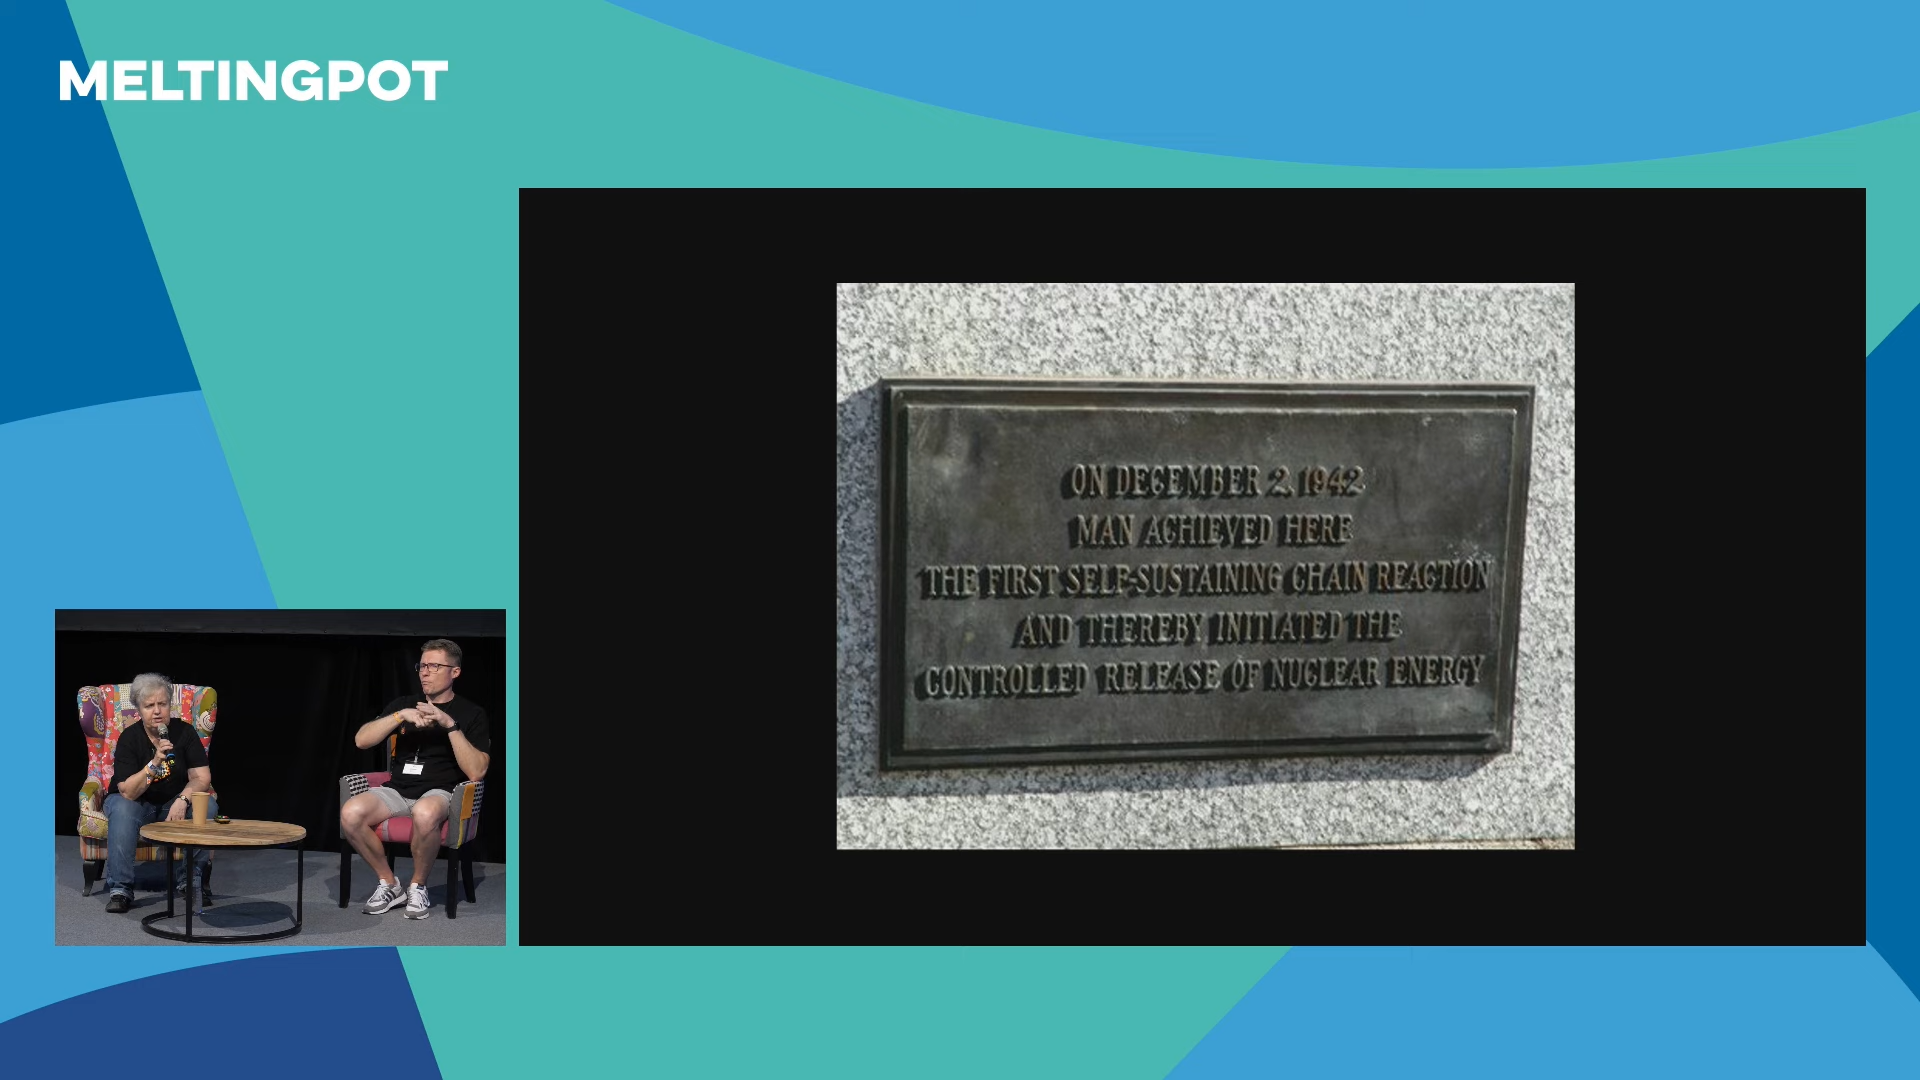 MELTINGPOT
ON DECEMBER 2, 1942
MAN ACHIEVED HERE
THE FIRST SELF-SUSTAINING CHAIN REACTION
AND THEREBY INITIATED THE
CONTROLLED RELEASE OF NUCLEAR ENERGY